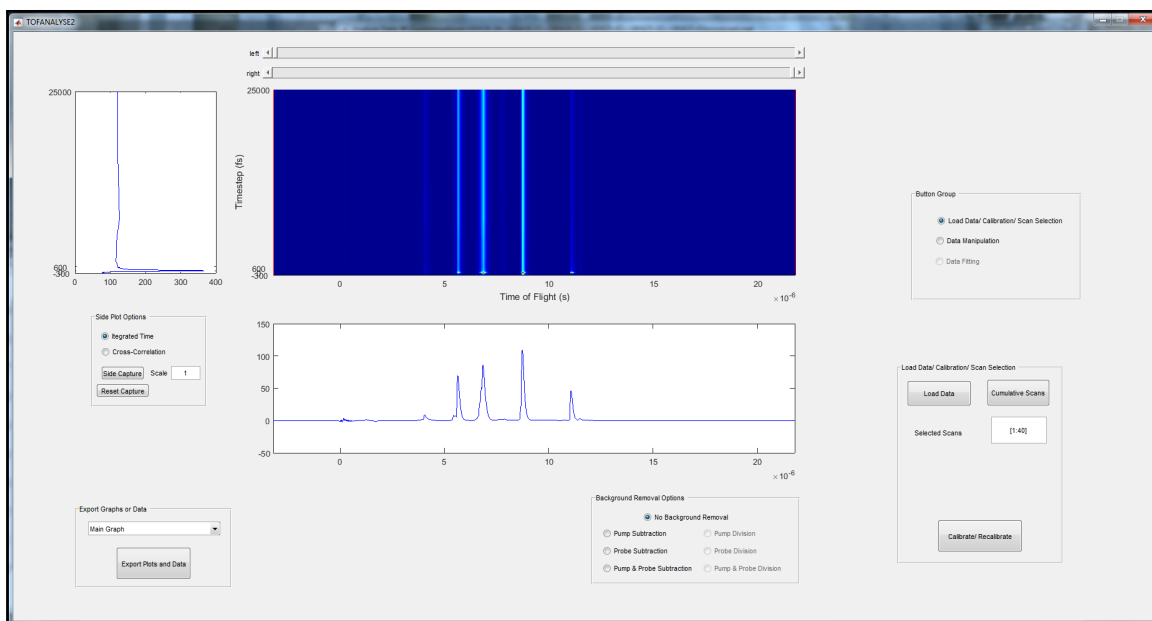 TOFANALYSE2
left
right
25000
600
-300
0 100 200 300 400
25000
Timestep (fs)
600
-300
0 5 10 15 20
Time of Flight (s)
× 10⁻⁶
150
100
50
0
-50
0 5 10 15 20
× 10⁻⁶
Side Plot Options
Itegrated Time
Cross-Correlation
Side Capture Scale 1
Reset Capture
Export Graphs or Data
Main Graph
Export Plots and Data
Background Removal Options
No Background Removal
Pump Subtraction Pump Division
Probe Subtraction Probe Division
Pump & Probe Subtraction Pump & Probe Division
Button Group
Load Data/ Calibration/ Scan Selection
Data Manipulation
Data Fitting
Load Data/ Calibration/ Scan Selection
Load Data Cumulative Scans
Selected Scans [1:40]
Calibrate/ Recalibrate